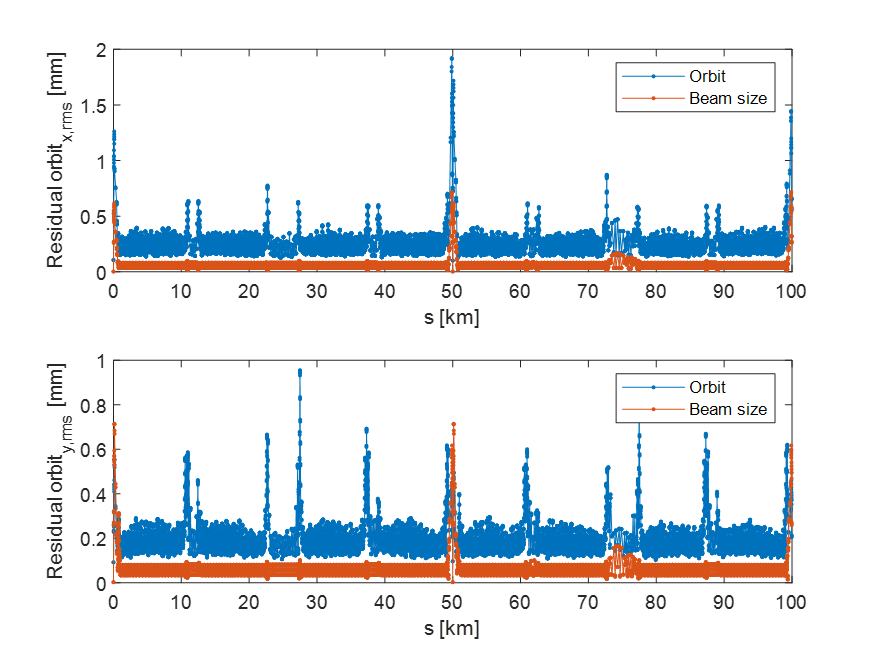 Residual orbit x,rms [mm]
2
1.5
1
0.5
0
Orbit
Beam size
0 10 20 30 40 50 60 70 80 90 100
s [km]
Residual orbit y,rms [mm]
1
0.8
0.6
0.4
0.2
0
Orbit
Beam size
0 10 20 30 40 50 60 70 80 90 100
s [km]